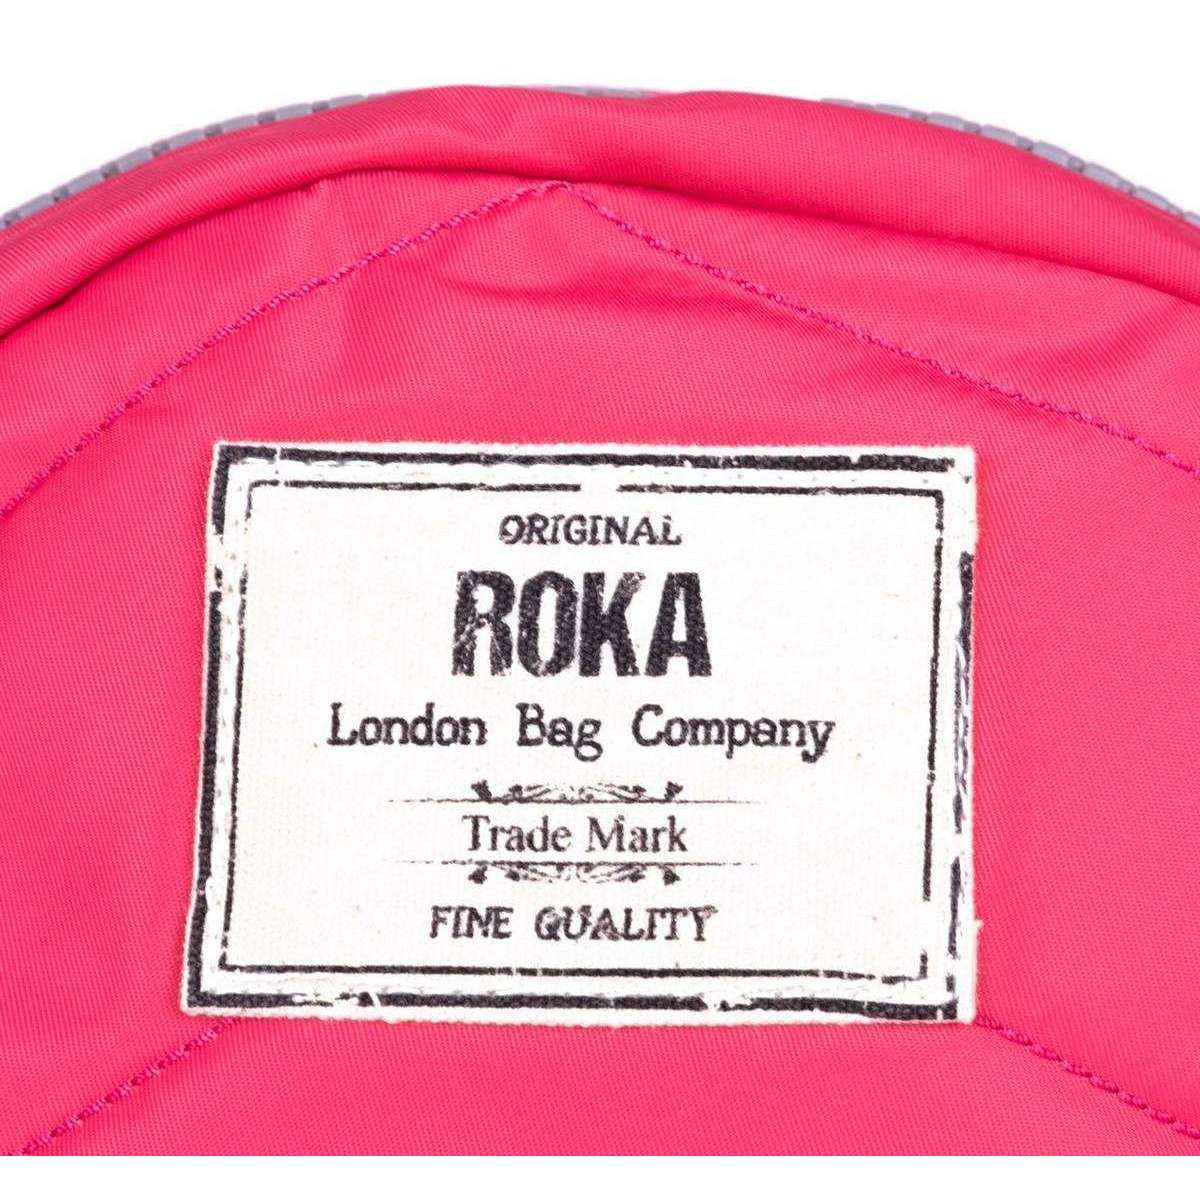 ORIGINAL
ROKA
London Bag Company
Trade Mark
FINE QUALITY